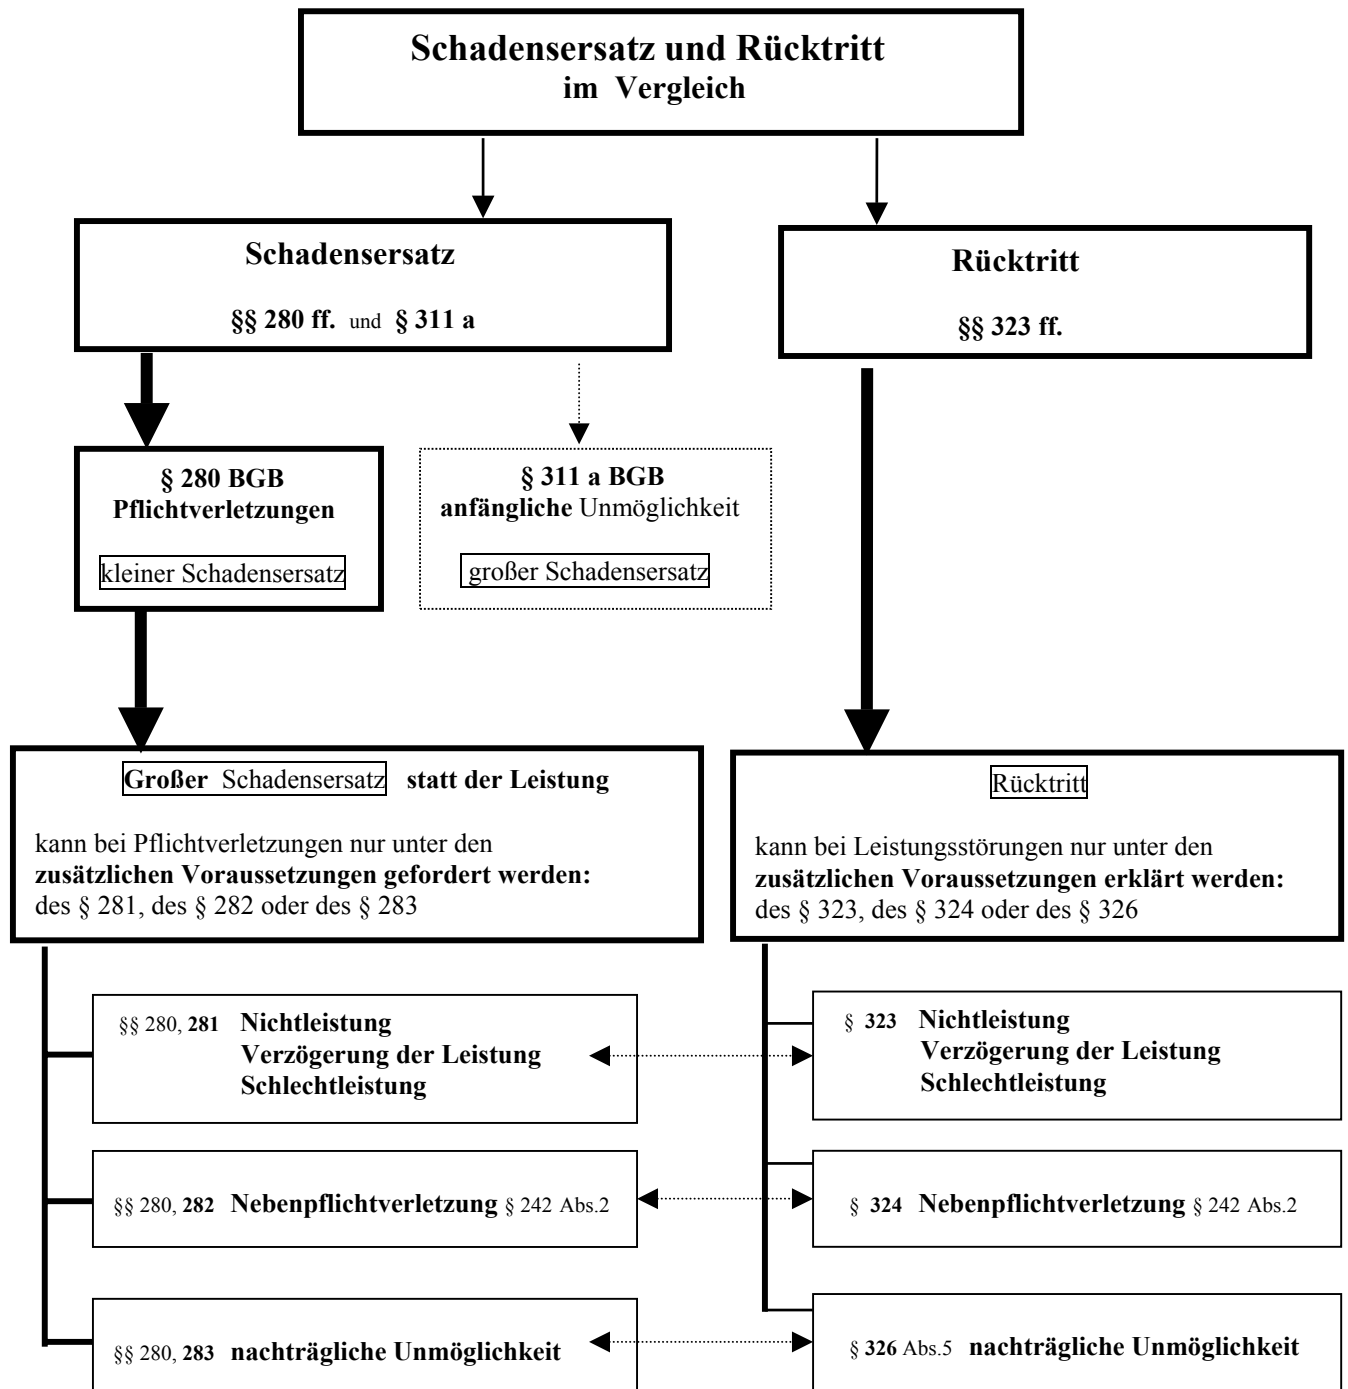 Schadensersatz und Rücktritt
im Vergleich
Schadensersatz
§§ 280 ff. und § 311 a
Rücktritt
§§ 323 ff.
§ 280 BGB
Pflichtverletzungen
kleiner Schadensersatz
§ 311 a BGB
anfängliche Unmöglichkeit
großer Schadensersatz
Großer Schadensersatz statt der Leistung
kann bei Pflichtverletzungen nur unter den
zusätzlichen Voraussetzungen gefordert werden:
des § 281, des § 282 oder des § 283
Rücktritt
kann bei Leistungsstörungen nur unter den
zusätzlichen Voraussetzungen erklärt werden:
des § 323, des § 324 oder des § 326
§§ 280, 281 Nichtleistung
Verzögerung der Leistung
Schlechtleistung
§ 323 Nichtleistung
Verzögerung der Leistung
Schlechtleistung
§§ 280, 282 Nebenpflichtverletzung § 242 Abs.2
§ 324 Nebenpflichtverletzung § 242 Abs.2
§§ 280, 283 nachträgliche Unmöglichkeit
§ 326 Abs.5 nachträgliche Unmöglichkeit